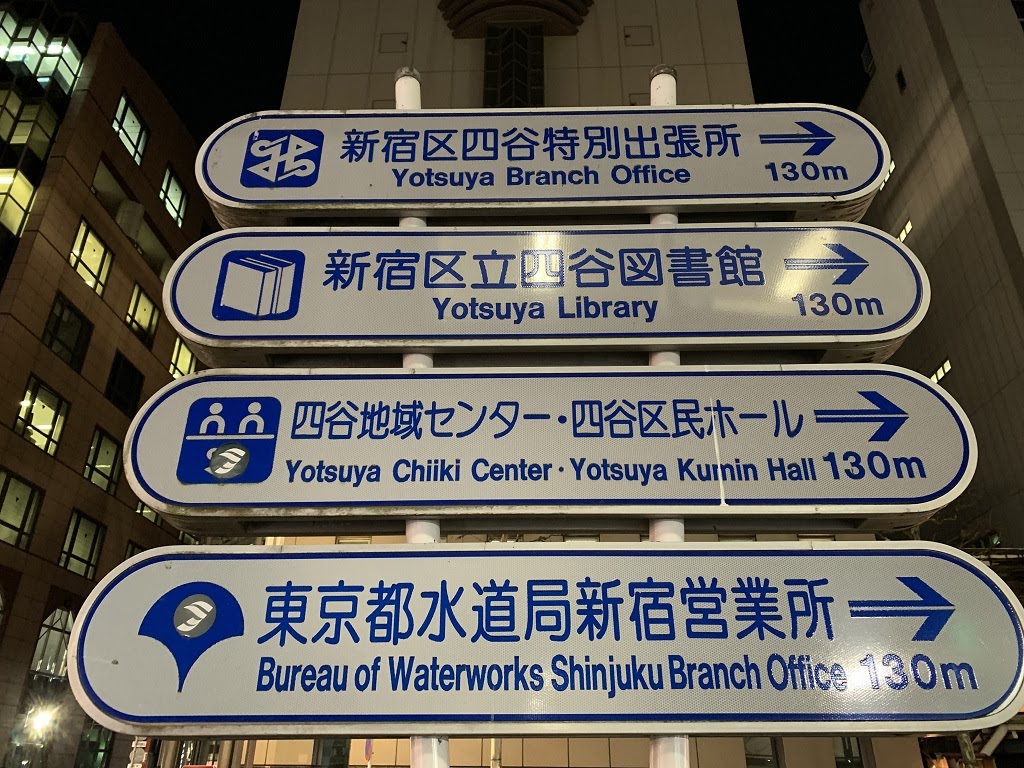 新宿区四谷特別出張所
Yotsuya Branch Office 130m
新宿区立四谷図書館
Yotsuya Library 130m
四谷地域センター・四谷区民ホール
Yotsuya Chiiki Center・Yotsuya Kumin Hall 130m
東京都水道局新宿営業所
Bureau of Waterworks Shinjuku Branch Office 130m